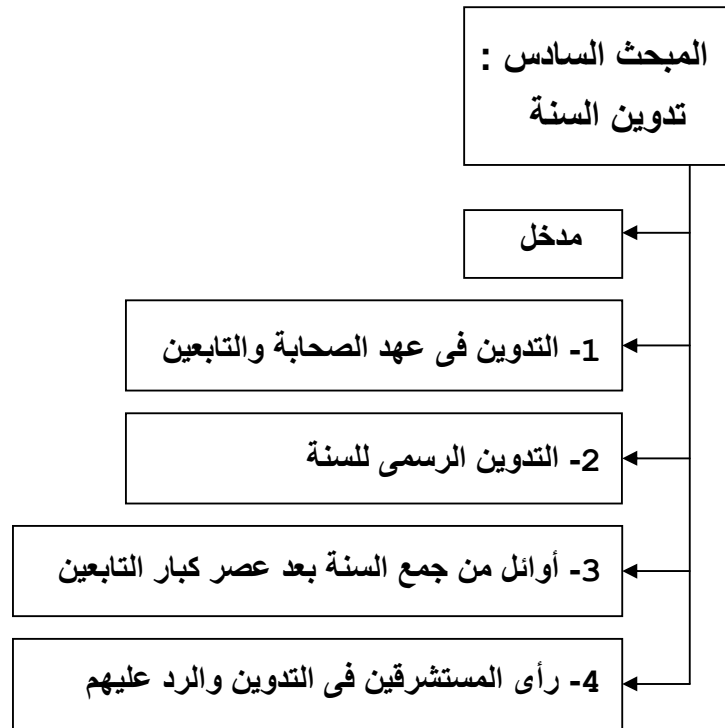 المبحث السادس :
تدوين السنة
مدخل
1- التدوين فى عهد الصحابة والتابعين
2- التدوين الرسمى للسنة
3- أوائل من جمع السنة بعد عصر كبار التابعين
4- رأى المستشرقين فى التدوين والرد عليهم